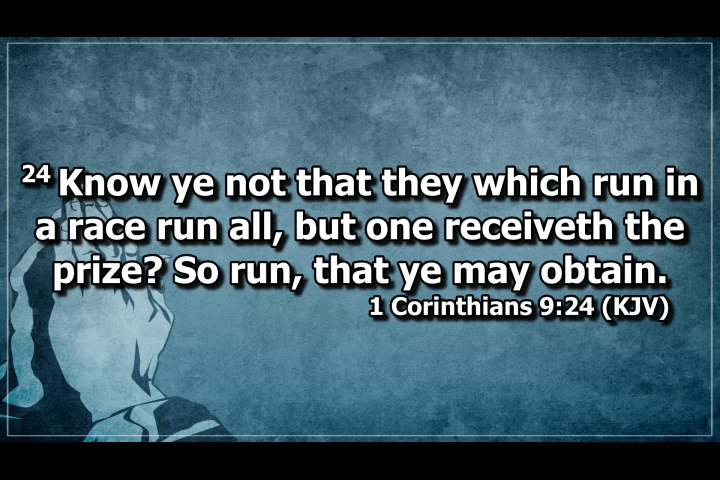 24 Know ye not that they which run in
a race run all, but one receiveth the
prize? So run, that ye may obtain.
1 Corinthians 9:24 (KJV)